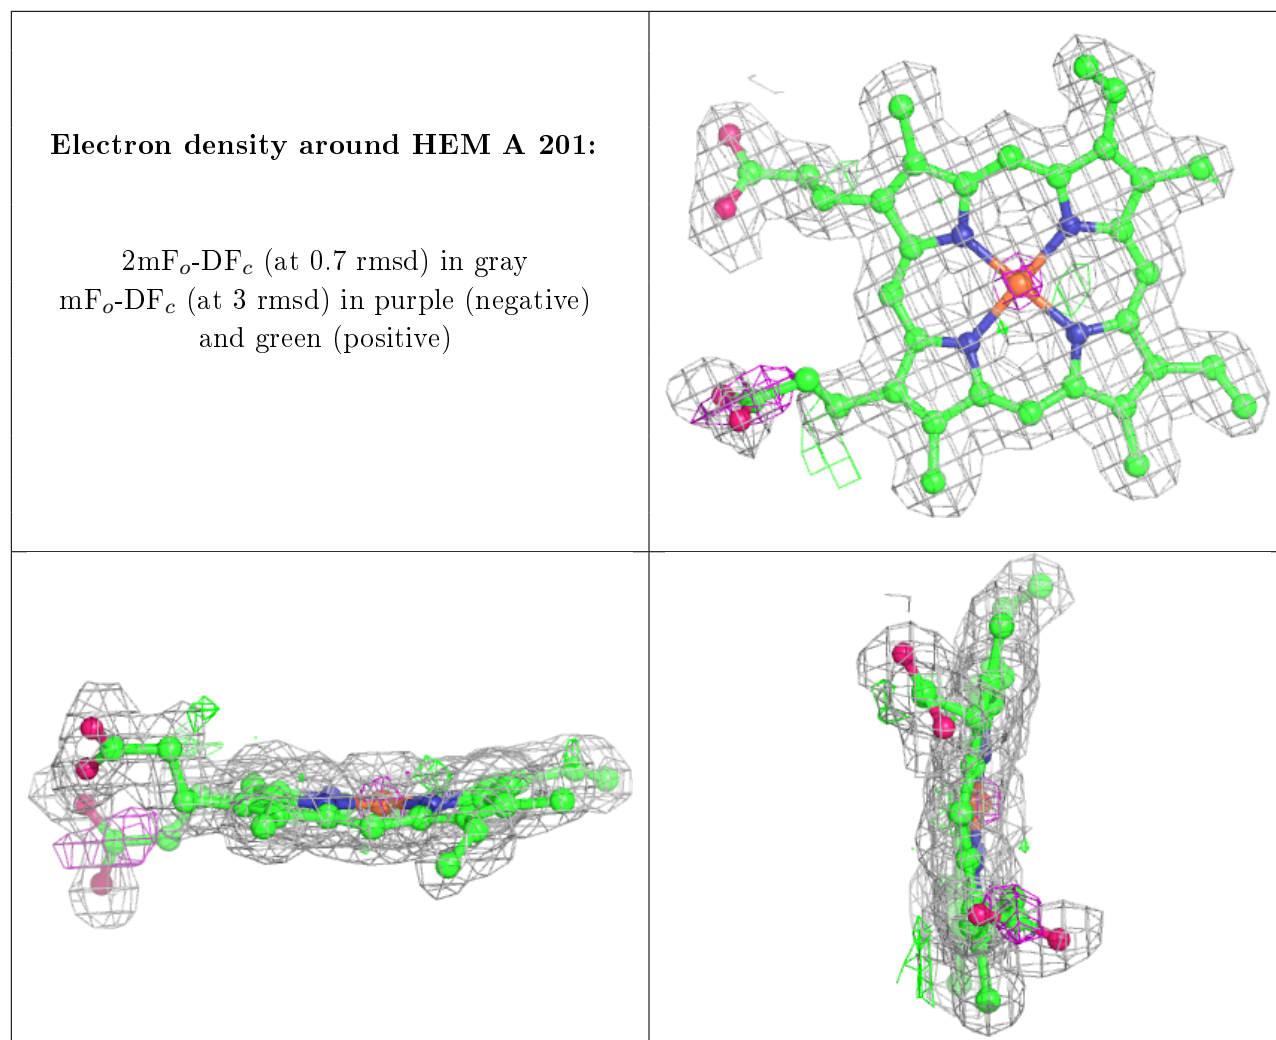 Electron density around HEM A 201:
2mFₒ-DF𝒸 (at 0.7 rmsd) in gray
mFₒ-DF𝒸 (at 3 rmsd) in purple (negative)
and green (positive)